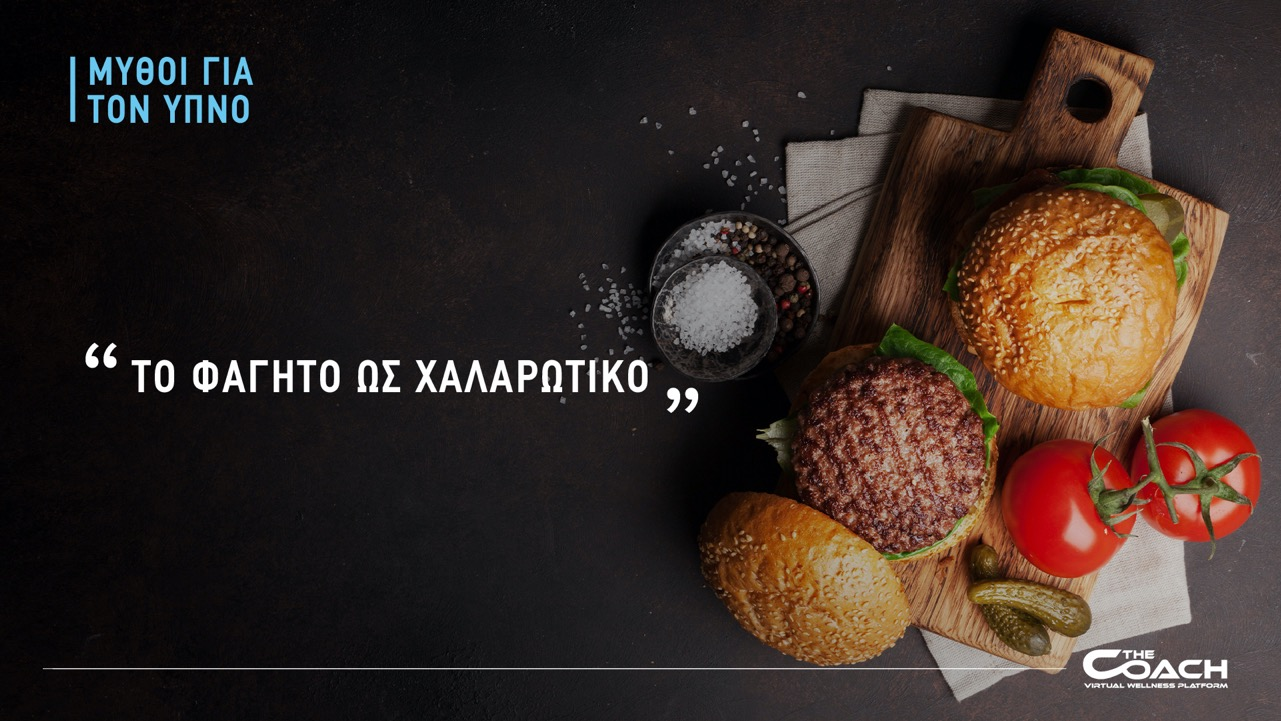 ΜΥΘΟΙ ΓΙΑ
ΤΟΝ ΥΠΝΟ
“ ΤΟ ΦΑΓΗΤΟ ΩΣ ΧΑΛΑΡΩΤΙΚΟ ”
THE
COACH
VIRTUAL WELLNESS PLATFORM